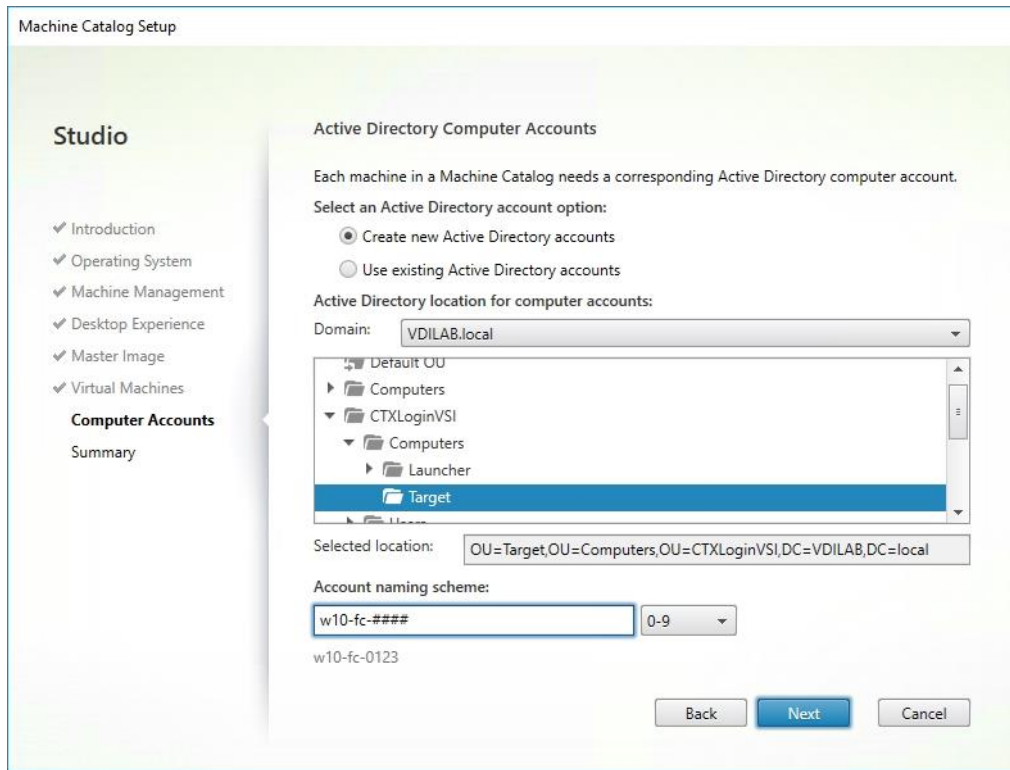 Machine Catalog Setup
Studio
Introduction
Operating System
Machine Management
Desktop Experience
Master Image
Virtual Machines
Computer Accounts
Summary
Active Directory Computer Accounts
Each machine in a Machine Catalog needs a corresponding Active Directory computer account.
Select an Active Directory account option:
Create new Active Directory accounts
Use existing Active Directory accounts
Active Directory location for computer accounts:
Domain: VDILAB.local
Default OU
Computers
CTXLoginVSI
Computers
Launcher
Target
Users
Selected location: OU=Target,OU=Computers,OU=CTXLoginVSI,DC=VDILAB,DC=local
Account naming scheme:
w10-fc-#### 0-9
w10-fc-0123
Back Next Cancel